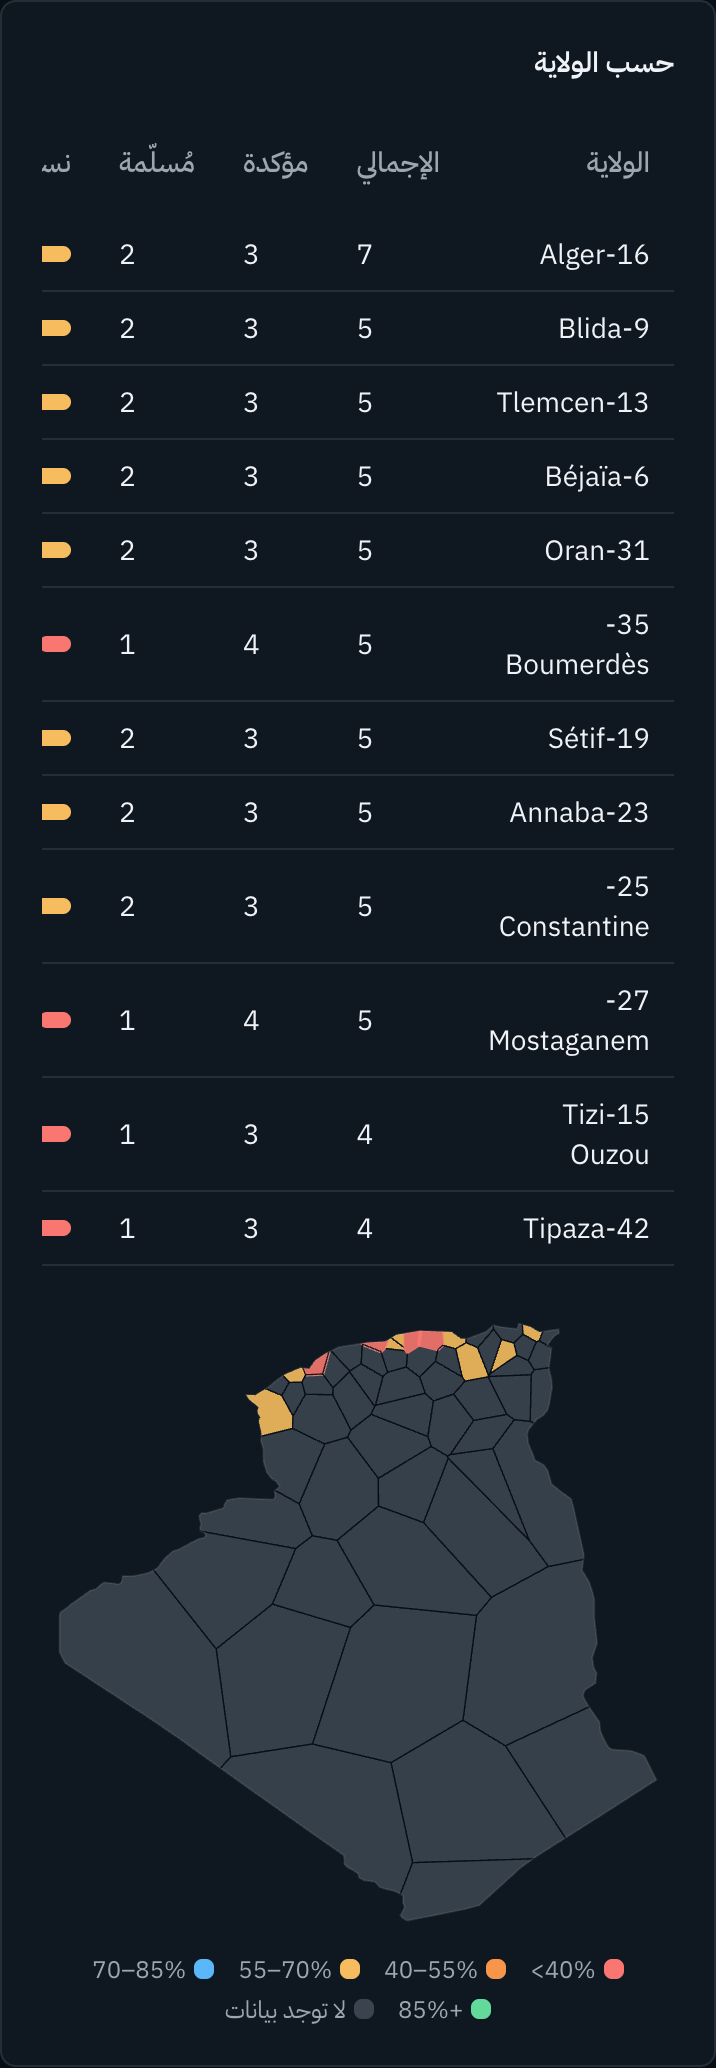 حسب الولاية
الولاية الإجمالي مؤكدة مُسلّمة
Alger-16 7 3 2
Blida-9 5 3 2
Tlemcen-13 5 3 2
Béjaïa-6 5 3 2
Oran-31 5 3 2
-35
Boumerdès 5 4 1
Sétif-19 5 3 2
Annaba-23 5 3 2
-25
Constantine 5 3 2
-27
Mostaganem 5 4 1
Tizi-15
Ouzou 4 3 1
Tipaza-42 4 3 1
<40% 40–55% 55–70% 70–85%
85%+ لا توجد بيانات